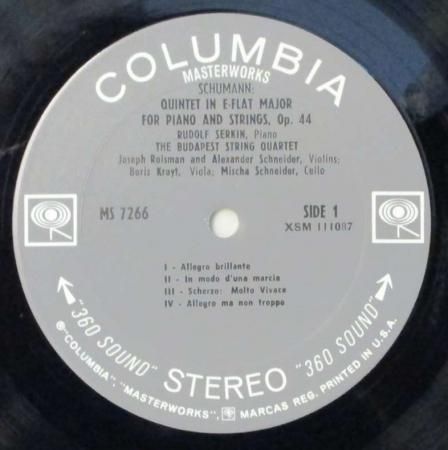 COLUMBIA
MASTERWORKS
SCHUMANN:
QUINTET IN E-FLAT MAJOR
FOR PIANO AND STRINGS, Op. 44
RUDOLF SERKIN, Piano
THE BUDAPEST STRING QUARTET
Joseph Roisman and Alexander Schneider, Violins;
Boris Kroyt, Viola; Mischa Schneider, Cello
MS 7266
SIDE 1
XSM 111087
I - Allegro brillante
II - In modo d'una marcia
III - Scherzo: Molto Vivace
IV - Allegro ma non troppo
"360 SOUND" STEREO "360 SOUND"
® "COLUMBIA", "MASTERWORKS", MARCAS REG. PRINTED IN U.S.A.